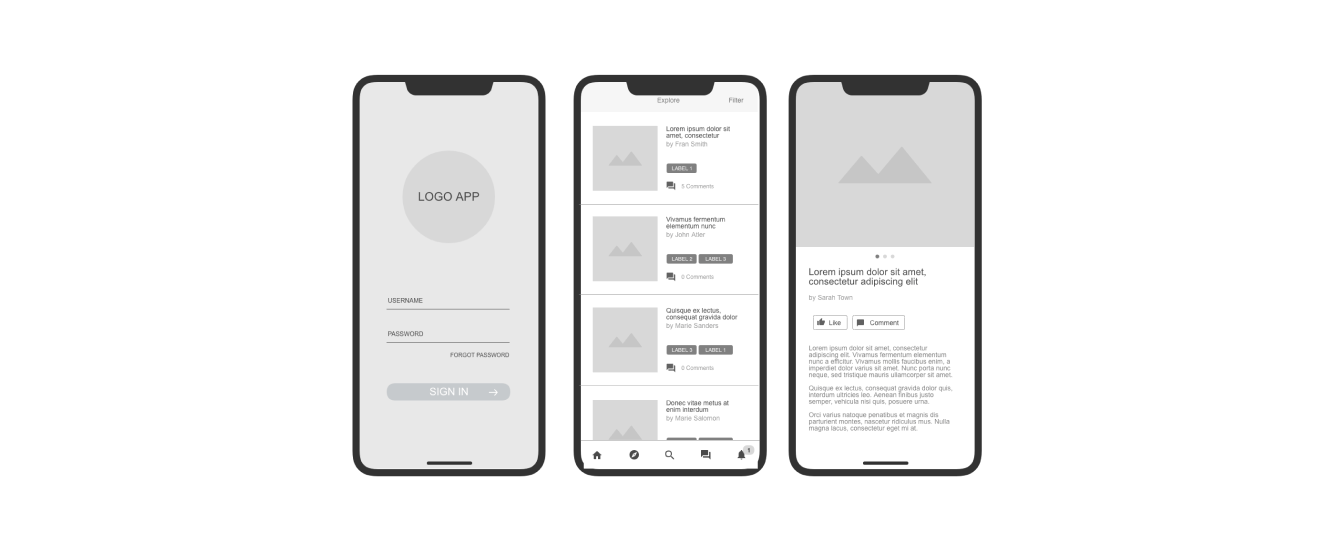 LOGO APP
USERNAME
PASSWORD
FORGOT PASSWORD
SIGN IN
Explore
Filter
Lorem ipsum dolor sit
amet, consectetur
by Fran Smith
LABEL 1
5 Comments
Vivamus fermentum
elementum nunc
by John Atler
LABEL 2
LABEL 3
0 Comments
Quisque ex lectus,
consequat gravida dolor
by Marie Sanders
LABEL 3
LABEL 1
0 Comments
Donec vitae metus at
enim interdum
by Marie Salomon
1
Lorem ipsum dolor sit amet,
consectetur adipiscing elit
by Sarah Town
Like
Comment
Lorem ipsum dolor sit amet, consectetur
adipiscing elit. Vivamus fermentum elementum
nunc a efficitur. Vivamus mollis faucibus enim, a
imperdiet dolor varius sit amet. Nunc porta nunc
neque, sed tristique mauris ullamcorper sit amet.
Quisque ex lectus, consequat gravida dolor quis,
interdum ultricies leo. Aenean finibus justo
semper, vehicula nisi quis, posuere urna.
Orci varius natoque penatibus et magnis dis
parturient montes, nascetur ridiculus mus. Nulla
magna lacus, consectetur eget mi at.